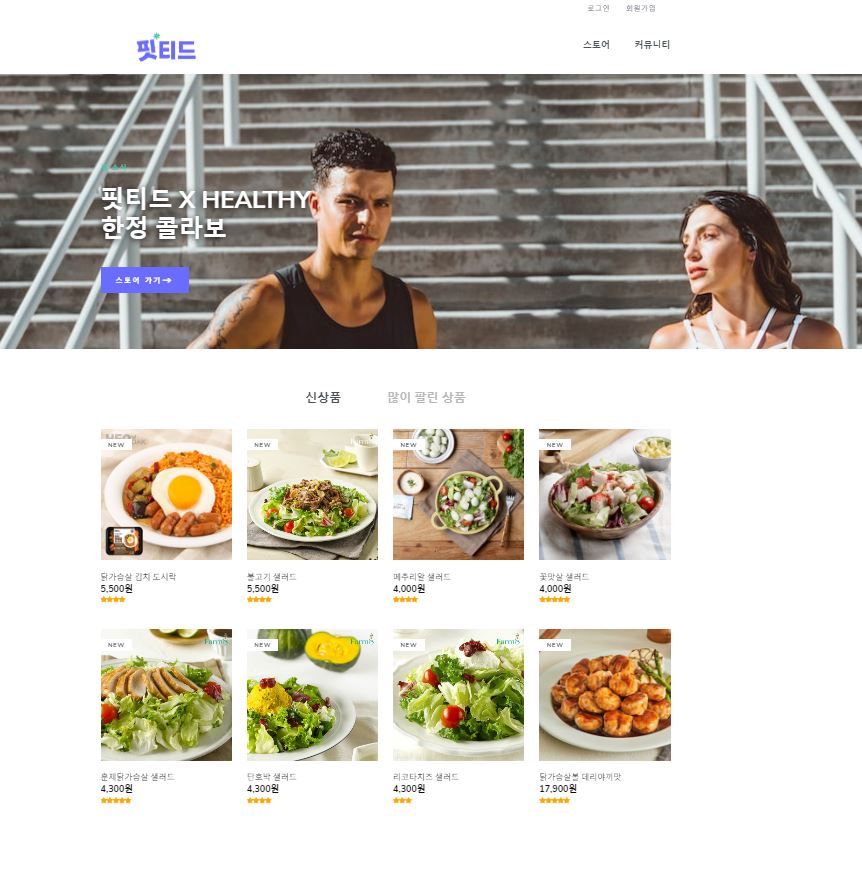 로그인 회원가입
핏티드
스토어 커뮤니티
핏티드 X HEALTHY
한정 콜라보
스토어 가기
신상품 많이 팔린 상품
NEW NEW NEW NEW
닭가슴살 김치 도시락 불고기 샐러드 메추리알 샐러드 꽃맛살 샐러드
5,500원 5,500원 4,000원 4,000원
NEW NEW NEW NEW
Farmis Farmis Farmis
훈제닭가슴살 샐러드 단호박 샐러드 리코타치즈 샐러드 닭가슴살볼 데리야끼맛
4,300원 4,300원 4,300원 17,900원